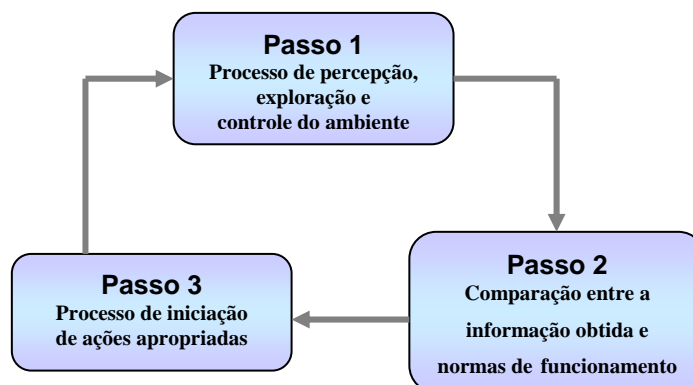 Passo 1
Processo de percepção,
exploração e
controle do ambiente
Passo 2
Comparação entre a
informação obtida e
normas de funcionamento
Passo 3
Processo de iniciação
de ações apropriadas